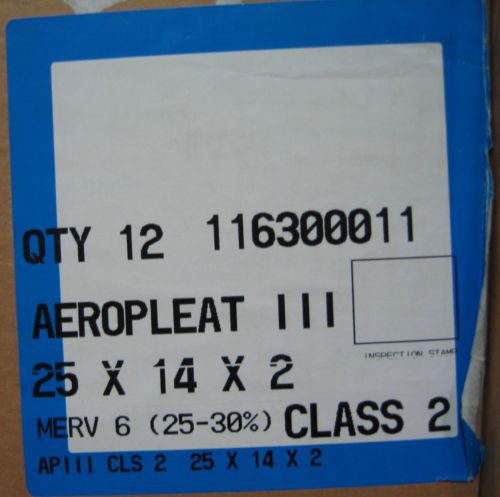 QTY 12 116300011
AEROPLEAT III
INSPECTION STAMP
25 X 14 X 2
MERV 6 (25-30%) CLASS 2
APIII CLS 2 25 X 14 X 2